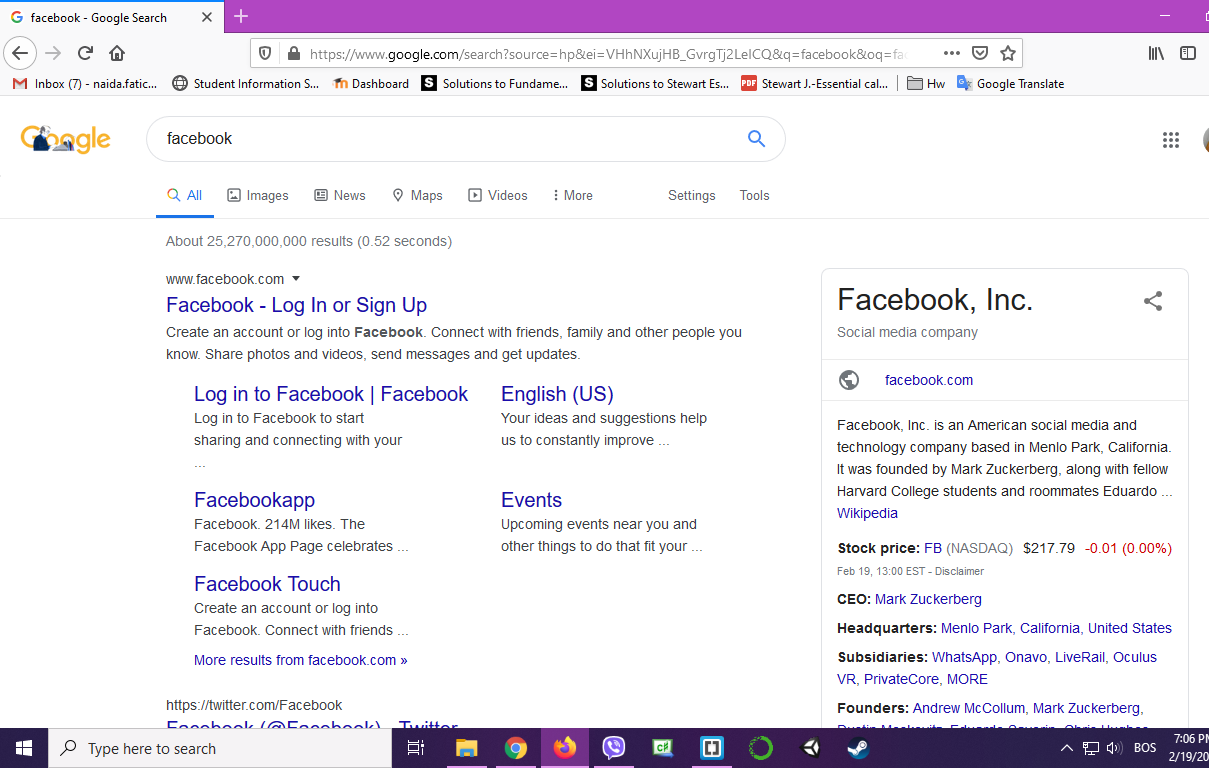 facebook - Google Search
https://www.google.com/search?source=hp&ei=VHhNXujHB_GvrgTj2LeICQ&q=facebook&oq=fa
Inbox (7) - naida.fatic... Student Information S... Dashboard Solutions to Fundame... Solutions to Stewart Es... Stewart J.-Essential cal... Hw Google Translate
Google
facebook
All Images News Maps Videos More Settings Tools
About 25,270,000,000 results (0.52 seconds)
www.facebook.com
Facebook - Log In or Sign Up
Create an account or log into Facebook. Connect with friends, family and other people you
know. Share photos and videos, send messages and get updates.
Log in to Facebook | Facebook
Log in to Facebook to start
sharing and connecting with your
...
English (US)
Your ideas and suggestions help
us to constantly improve ...
Facebookapp
Facebook. 214M likes. The
Facebook App Page celebrates ...
Events
Upcoming events near you and
other things to do that fit your ...
Facebook Touch
Create an account or log into
Facebook. Connect with friends ...
More results from facebook.com »
https://twitter.com/Facebook
Facebook (@Facebook) - Twitter
Facebook, Inc.
Social media company
facebook.com
Facebook, Inc. is an American social media and
technology company based in Menlo Park, California.
It was founded by Mark Zuckerberg, along with fellow
Harvard College students and roommates Eduardo ...
Wikipedia
Stock price: FB (NASDAQ) $217.79 -0.01 (0.00%)
Feb 19, 13:00 EST - Disclaimer
CEO: Mark Zuckerberg
Headquarters: Menlo Park, California, United States
Subsidiaries: WhatsApp, Onavo, LiveRail, Oculus
VR, PrivateCore, MORE
Founders: Andrew McCollum, Mark Zuckerberg,
Dustin Moskovitz, Eduardo Saverin, Chris Hughes
Type here to search
BOS
7:06 PM
2/19/20